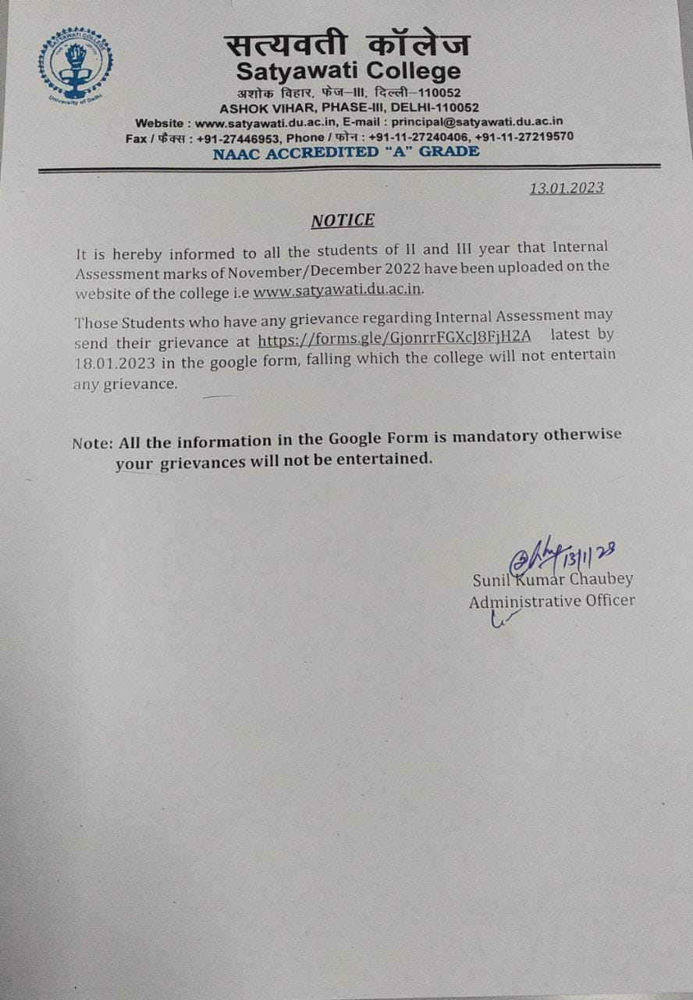 SATYAWATI COLLEGE
University of Delhi
सत्यवती कॉलेज
Satyawati College
अशोक विहार, फेज–III, दिल्ली–110052
ASHOK VIHAR, PHASE-III, DELHI-110052
Website : www.satyawati.du.ac.in, E-mail : principal@satyawati.du.ac.in
Fax / फैक्स : +91-27446953, Phone / फोन : +91-11-27240406, +91-11-27219570
NAAC ACCREDITED “A” GRADE
13.01.2023
NOTICE
It is hereby informed to all the students of II and III year that Internal
Assessment marks of November/December 2022 have been uploaded on the
website of the college i.e www.satyawati.du.ac.in.
Those Students who have any grievance regarding Internal Assessment may
send their grievance at https://forms.gle/GjonrrFGXcJ8FjH2A latest by
18.01.2023 in the google form, falling which the college will not entertain
any grievance.
Note: All the information in the Google Form is mandatory otherwise
your grievances will not be entertained.
13/1/23
Sunil Kumar Chaubey
Administrative Officer